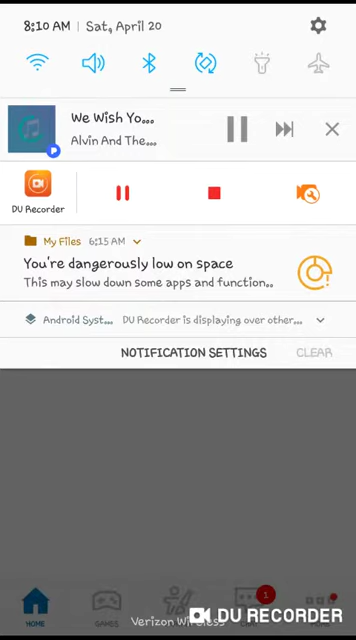 8:10 AM | Sat, April 20
We Wish Yo...
Alvin And The...
DU Recorder
My Files 6:15 AM
You're dangerously low on space
This may slow down some apps and function..
Android Syst... DU Recorder is displaying over other...
NOTIFICATION SETTINGS CLEAR
1
HOME GAMES CHAT MORE
Verizon Wireless
DU RECORDER